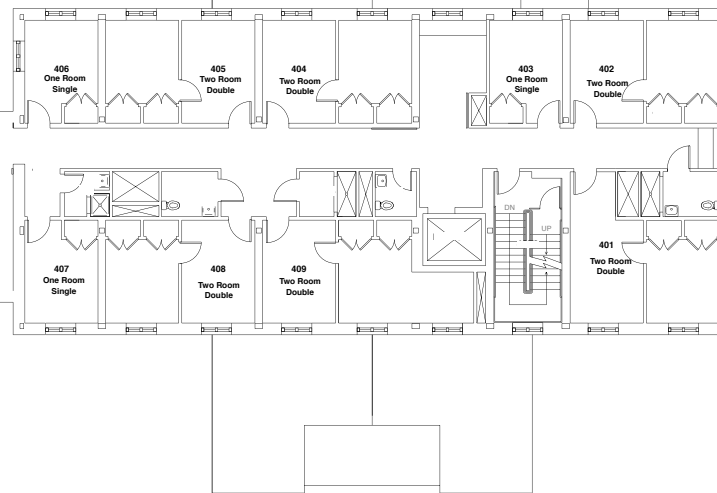 406
One Room
Single
405
Two Room
Double
404
Two Room
Double
403
One Room
Single
402
Two Room
Double
DN
UP
407
One Room
Single
408
Two Room
Double
409
Two Room
Double
401
Two Room
Double